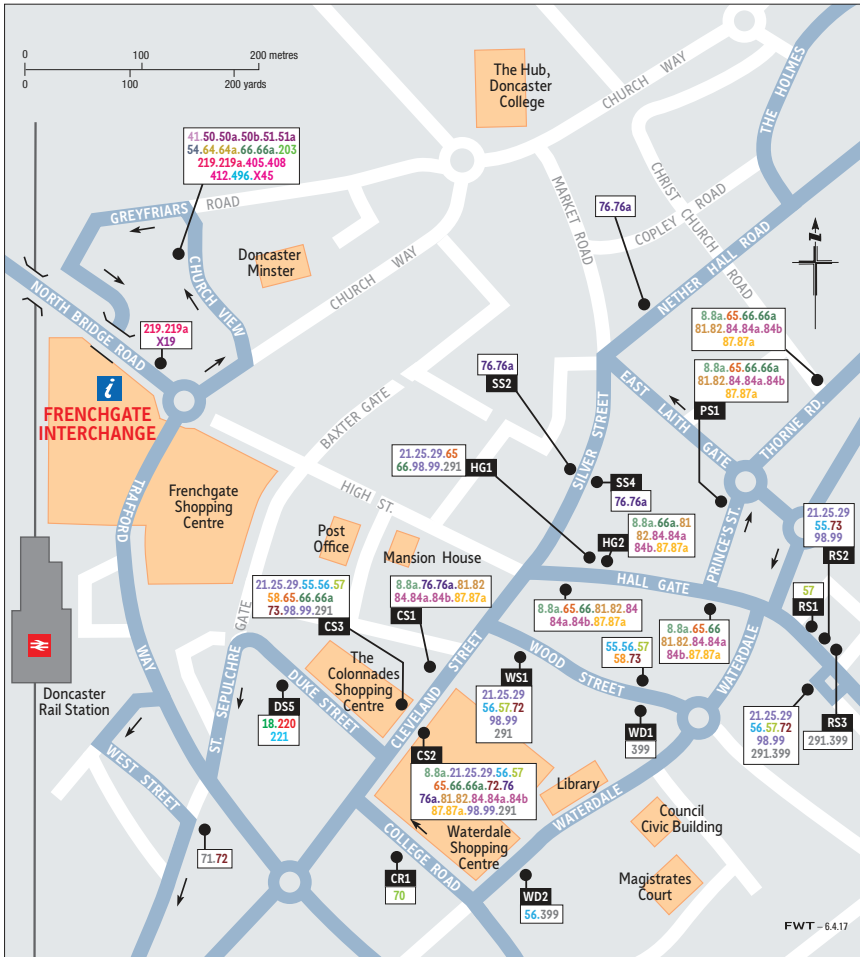 0 100 200 metres
0 100 200 yards
The Hub,
Doncaster
College
CHURCH WAY
THE HOLMES
41.50.50a.50b.51.51a
54.64.64a.66.66a.203
219.219a.405.408
412.496.X45
GREYFRIARS ROAD
MARKET ROAD
CHRIST CHURCH ROAD
COPLEY ROAD
76.76a
NETHER HALL ROAD
n
Doncaster
Minster
CHURCH VIEW
CHURCH WAY
NORTH BRIDGE ROAD
219.219a
X19
8.8a.65.66.66a
81.82.84.84a.84b
87.87a
i
FRENCHGATE
INTERCHANGE
76.76a
SS2
8.8a.65.66.66a
81.82.84.84a.84b
87.87a
PS1
EAST LAITH GATE
THORNE RD.
BAXTER GATE
SILVER STREET
21.25.29.65
66.98.99.291
HG1
HIGH ST.
TRAFFORD WAY
Frenchgate
Shopping
Centre
SS4
76.76a
PRINCE'S ST.
21.25.29
55.73
98.99
RS2
Post
Office
Mansion House
HG2
8.8a.66a.81
82.84.84a
84b.87.87a
HALL GATE
57
RS1
21.25.29.55.56.57
58.65.66.66a
73.98.99.291
CS3
8.8a.76.76a.81.82
84.84a.84b.87.87a
CS1
8.8a.65.66.81.82.84
84a.84b.87.87a
8.8a.65.66
81.82.84.84a
84b.87.87a
ST. SEPULCHRE GATE
The
Colonnades
Shopping
Centre
CLEVELAND STREET
WOOD STREET
55.56.57
58.73
WATERDALE
Doncaster
Rail Station
DS5
18.220
221
DUKE STREET
WS1
21.25.29
56.57.72
98.99
291
WD1
399
21.25.29
56.57.72
98.99
291.399
RS3
291.399
WEST STREET
CS2
8.8a.21.25.29.56.57
65.66.66a.72.76
76a.81.82.84.84a.84b
87.87a.98.99.291
Library
WATERDALE
Council
Civic Building
71.72
COLLEGE ROAD
Waterdale
Shopping
Centre
CR1
70
WD2
56.399
Magistrates
Court
FWT – 6.4.17